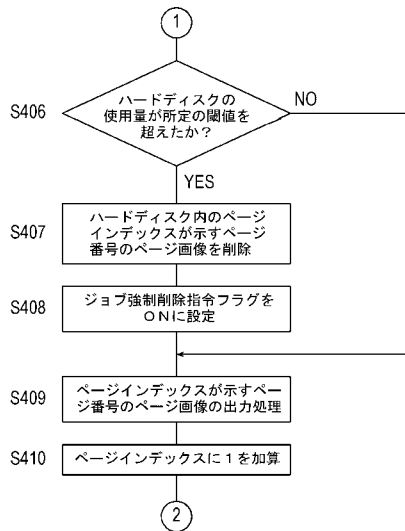 1
S406
ハードディスクの
使用量が所定の閾値を
超えたか？
NO
YES
S407
ハードディスク内のページ
インデックスが示すページ
番号のページ画像を削除
S408
ジョブ強制削除指令フラグを
ＯＮに設定
S409
ページインデックスが示すペー
ジ番号のページ画像の出力処理
S410
ページインデックスに１を加算
2